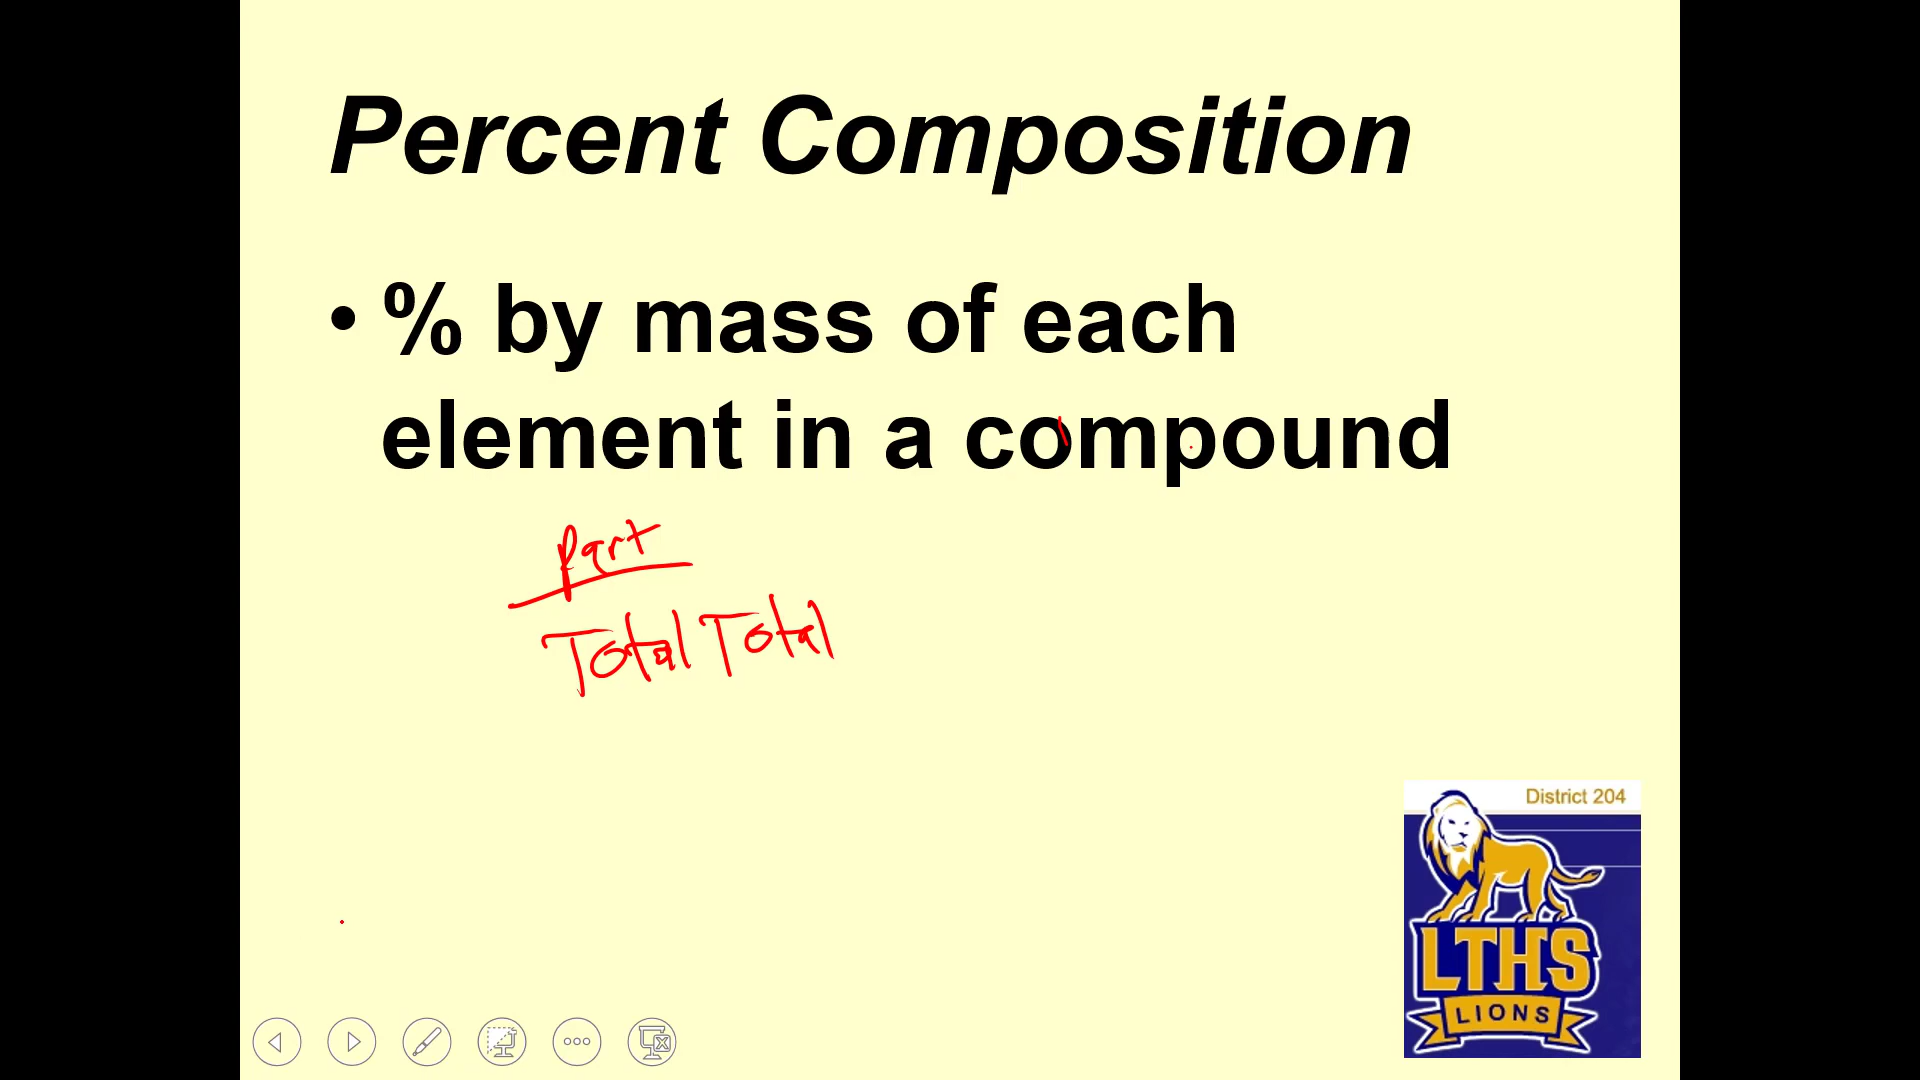 Percent Composition
• % by mass of each
element in a compound
Part
Total Total
District 204
LTHS
LIONS